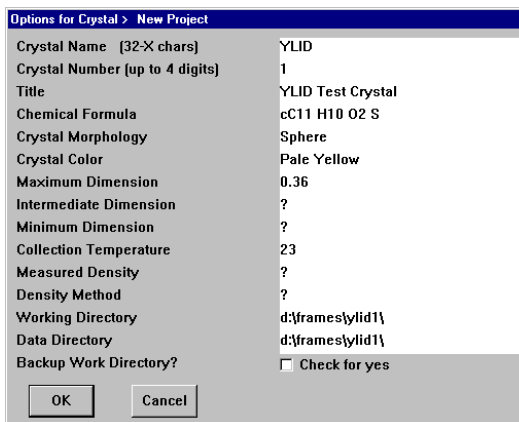 Options for Crystal > New Project
Crystal Name (32-X chars) YLID
Crystal Number (up to 4 digits) 1
Title YLID Test Crystal
Chemical Formula cC11 H10 O2 S
Crystal Morphology Sphere
Crystal Color Pale Yellow
Maximum Dimension 0.36
Intermediate Dimension ?
Minimum Dimension ?
Collection Temperature 23
Measured Density ?
Density Method ?
Working Directory d:\frames\ylid1\
Data Directory d:\frames\ylid1\
Backup Work Directory? Check for yes
OK Cancel